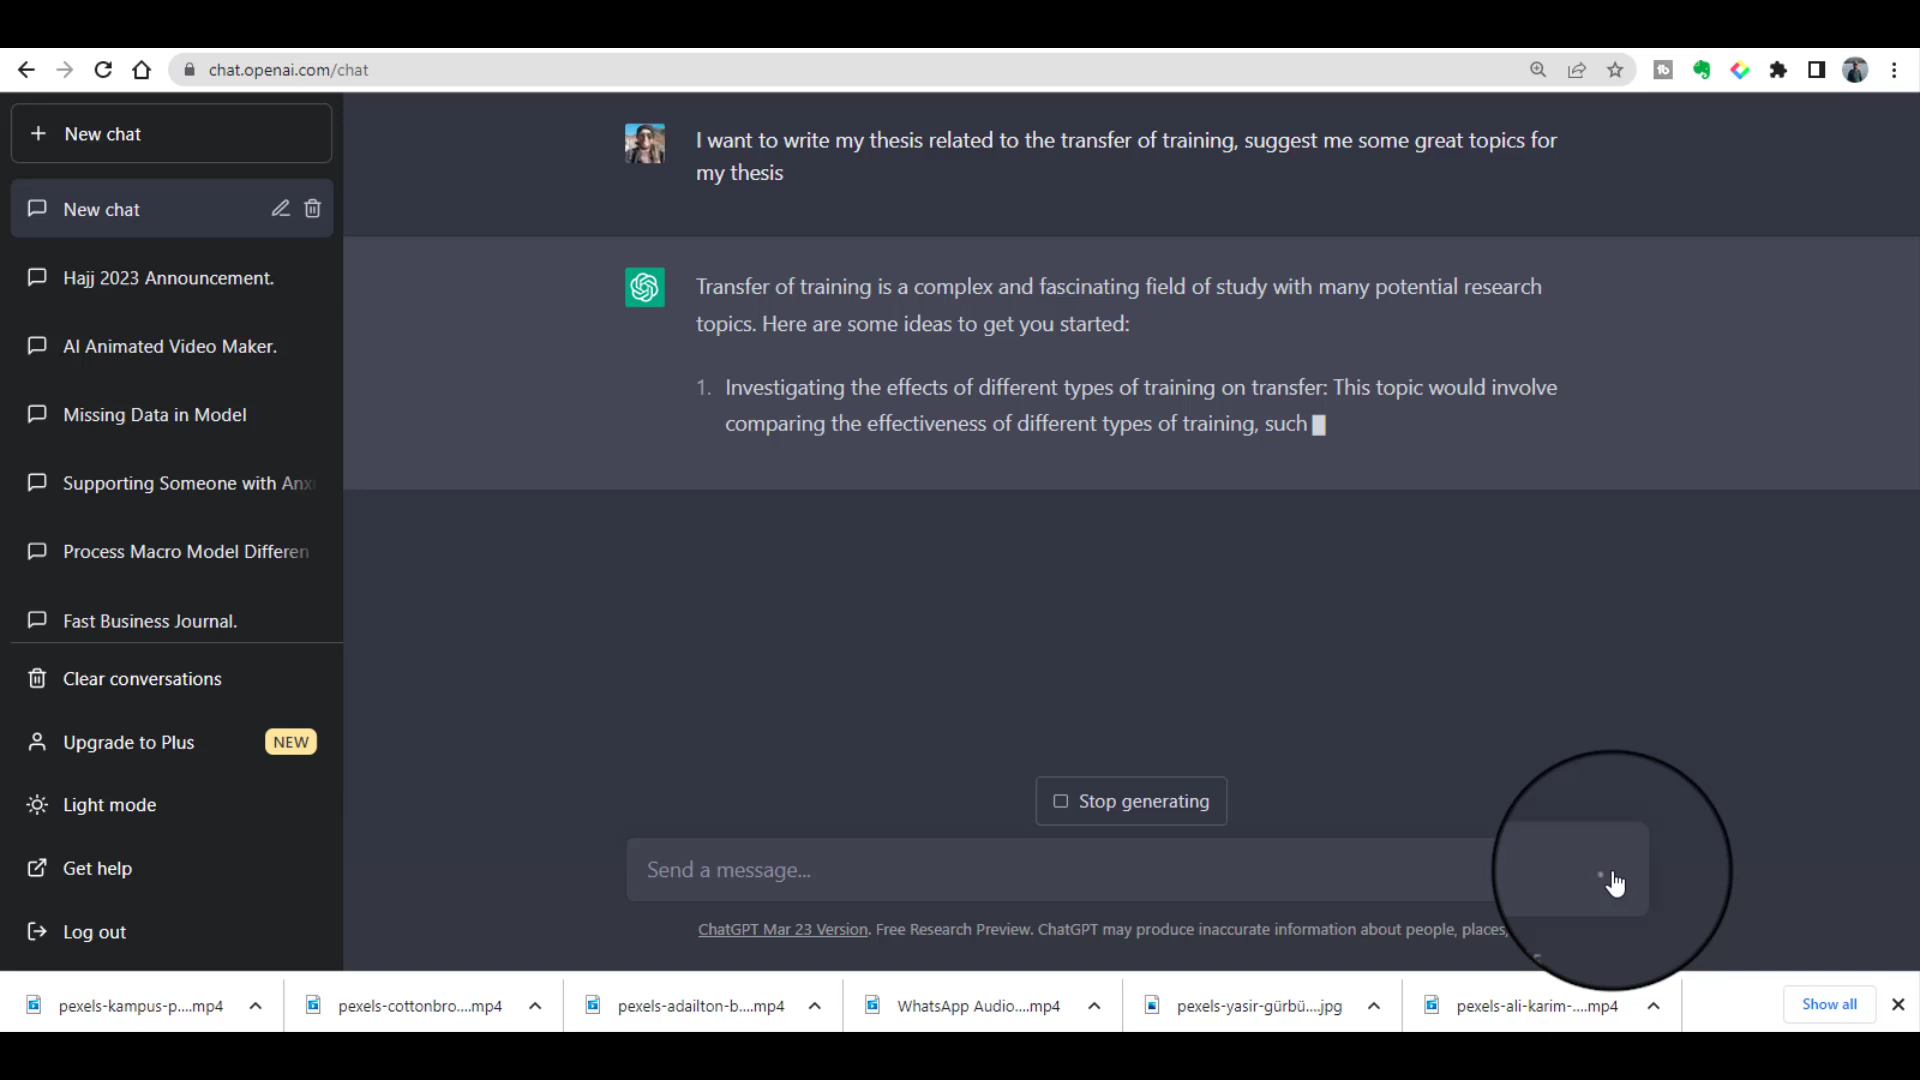 chat.openai.com/chat
New chat
New chat
Hajj 2023 Announcement.
AI Animated Video Maker.
Missing Data in Model
Supporting Someone with Anx
Process Macro Model Differen
Fast Business Journal.
Clear conversations
Upgrade to Plus NEW
Light mode
Get help
Log out
I want to write my thesis related to the transfer of training, suggest me some great topics for
my thesis
Transfer of training is a complex and fascinating field of study with many potential research
topics. Here are some ideas to get you started:
1. Investigating the effects of different types of training on transfer: This topic would involve
comparing the effectiveness of different types of training, such
Stop generating
Send a message...
ChatGPT Mar 23 Version. Free Research Preview. ChatGPT may produce inaccurate information about people, places,
pexels-kampus-p....mp4 pexels-cottonbro....mp4 pexels-adailton-b....mp4 WhatsApp Audio....mp4 pexels-yasir-gürbü....jpg pexels-ali-karim-....mp4 Show all